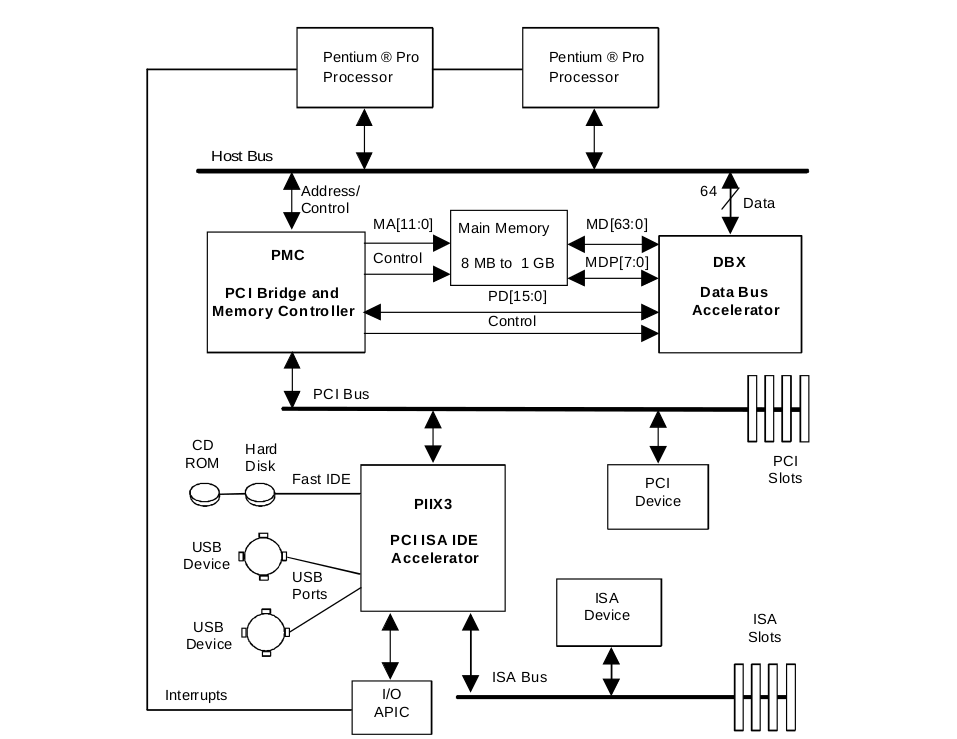 Pentium ® Pro
Processor
Pentium ® Pro
Processor
Host Bus
Address/
Control
64
Data
PMC
PCI Bridge and
Memory Controller
MA[11:0]
Control
Main Memory
8 MB to 1 GB
MD[63:0]
MDP[7:0]
PD[15:0]
Control
DBX
Data Bus
Accelerator
PCI Bus
PCI
Slots
CD
ROM
Hard
Disk
Fast IDE
PIIX3
PCI ISA IDE
Accelerator
PCI
Device
USB
Device
USB
Ports
USB
Device
ISA
Device
ISA
Slots
ISA Bus
Interrupts
I/O
APIC